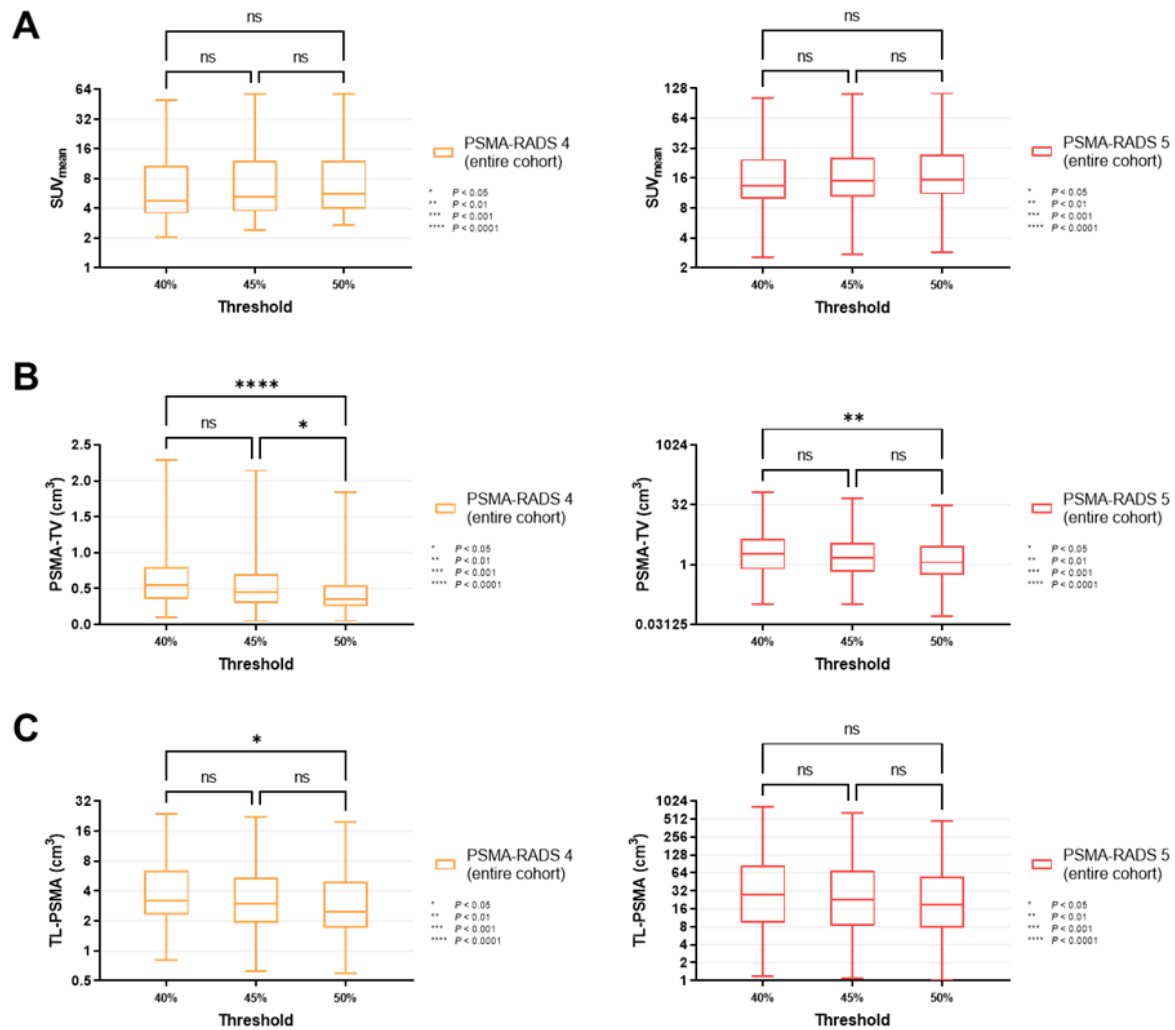 A
ns
ns
ns
64
32
16
8
4
2
1
SUVmean
40%
45%
50%
Threshold
PSMA-RADS 4
(entire cohort)
* P < 0.05
** P < 0.01
*** P < 0.001
**** P < 0.0001
ns
ns
ns
128
64
32
16
8
4
2
SUVmean
40%
45%
50%
Threshold
PSMA-RADS 5
(entire cohort)
* P < 0.05
** P < 0.01
*** P < 0.001
**** P < 0.0001
B
****
ns
*
2.5
2.0
1.5
1.0
0.5
0.0
PSMA-TV (cm³)
40%
45%
50%
Threshold
PSMA-RADS 4
(entire cohort)
* P < 0.05
** P < 0.01
*** P < 0.001
**** P < 0.0001
**
ns
ns
1024
32
1
0.03125
PSMA-TV (cm³)
40%
45%
50%
Threshold
PSMA-RADS 5
(entire cohort)
* P < 0.05
** P < 0.01
*** P < 0.001
**** P < 0.0001
C
*
ns
ns
32
16
8
4
2
1
0.5
TL-PSMA (cm³)
40%
45%
50%
Threshold
PSMA-RADS 4
(entire cohort)
* P < 0.05
** P < 0.01
*** P < 0.001
**** P < 0.0001
ns
ns
ns
1024
512
256
128
64
32
16
8
4
2
1
TL-PSMA (cm³)
40%
45%
50%
Threshold
PSMA-RADS 5
(entire cohort)
* P < 0.05
** P < 0.01
*** P < 0.001
**** P < 0.0001